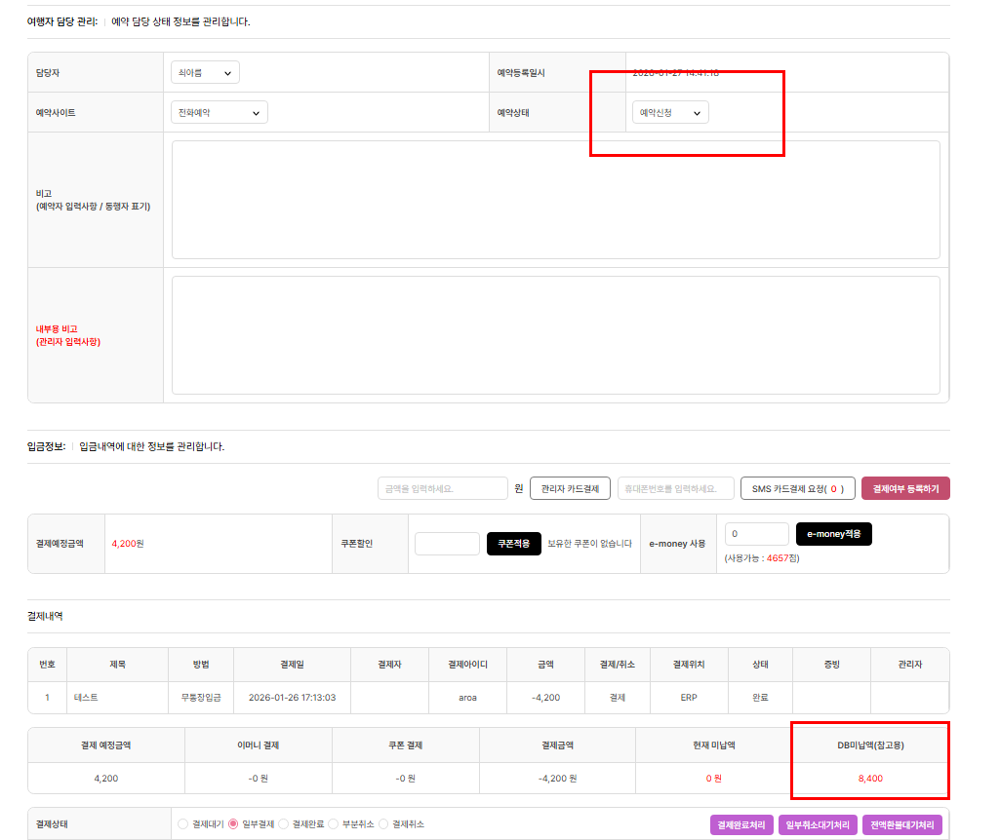 여행자 담당 관리: 예약 담당 상태 정보를 관리합니다.
담당자 최아름 예약등록일시 2026-01-27 14:41:16
예약사이트 전화예약 예약상태 예약신청
비고
(예약자 입력사항 / 동행자 표기)
내부용 비고
(관리자 입력사항)
입금정보: 입금내역에 대한 정보를 관리합니다.
금액을 입력하세요. 원 관리자 카드결제 휴대폰번호를 입력하세요. SMS 카드결제 요청( 0 ) 결제여부 등록하기
결제예정금액 4,200원 쿠폰할인 쿠폰적용 보유한 쿠폰이 없습니다 e-money 사용 0 e-money적용
(사용가능 : 4657점)
결제내역
번호 제목 방법 결제일 결제자 결제아이디 금액 결제/취소 결제위치 상태 증빙 관리자
1 테스트 무통장입금 2026-01-26 17:13:03 aroa -4,200 결제 ERP 완료
결제 예정금액 이머니 결제 쿠폰 결제 결제금액 현재 미납액 DB미납액(참고용)
4,200 -0 원 -0 원 -4,200 원 0 원 8,400
결제상태 결제대기 일부결제 결제완료 부분취소 결제취소 결제완료처리 일부취소대기처리 전액환불대기처리